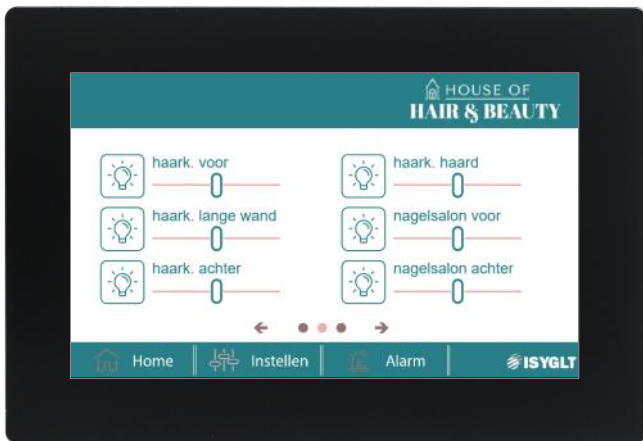 HOUSE OF
HAIR & BEAUTY
haark. voor
haark. haard
haark. lange wand
nagelsalon voor
haark. achter
nagelsalon achter
Home
Instellen
Alarm
ISYGLT